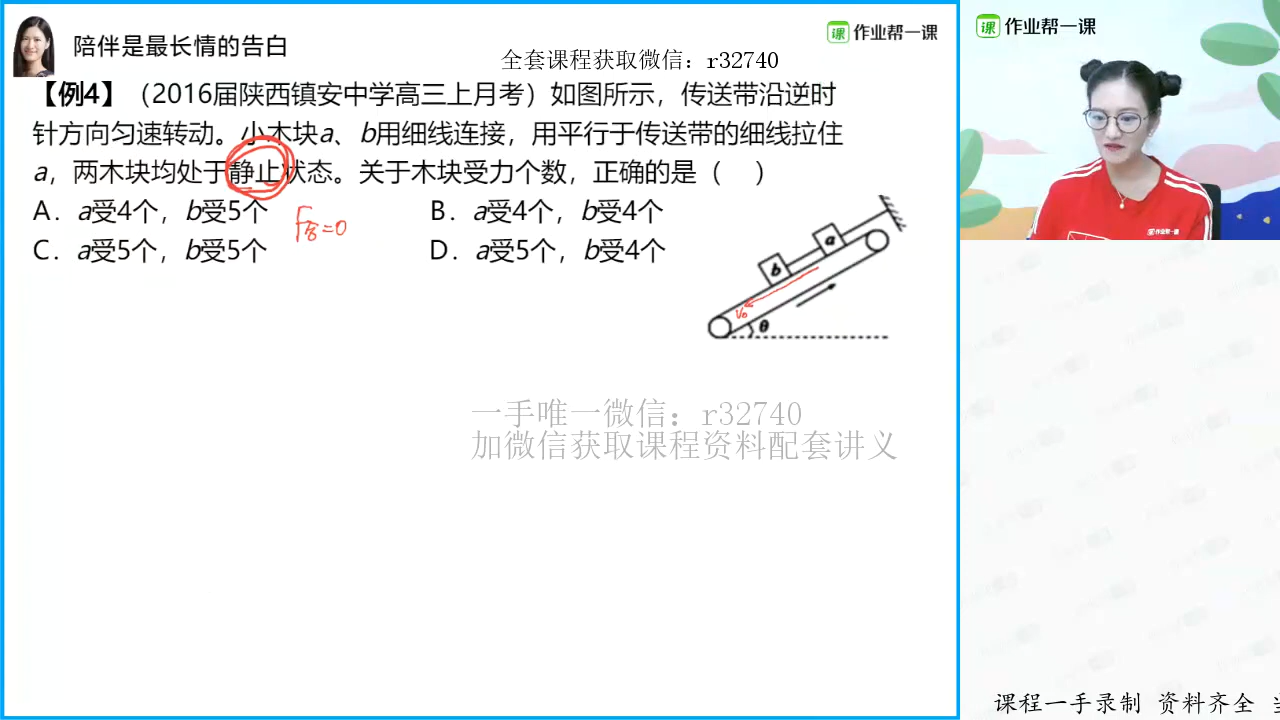 陪伴是最长情的告白
课 作业帮一课
课 作业帮一课
全套课程获取微信：r32740
【例4】（2016届陕西镇安中学高三上月考）如图所示，传送带沿逆时
针方向匀速转动。小木块a、b用细线连接，用平行于传送带的细线拉住
a，两木块均处于静止状态。关于木块受力个数，正确的是（ ）
A．a受4个，b受5个
B．a受4个，b受4个
F合=0
C．a受5个，b受5个
D．a受5个，b受4个
a
b
v₀
θ
一手唯一微信：r32740
加微信获取课程资料配套讲义
课程一手录制 资料齐全